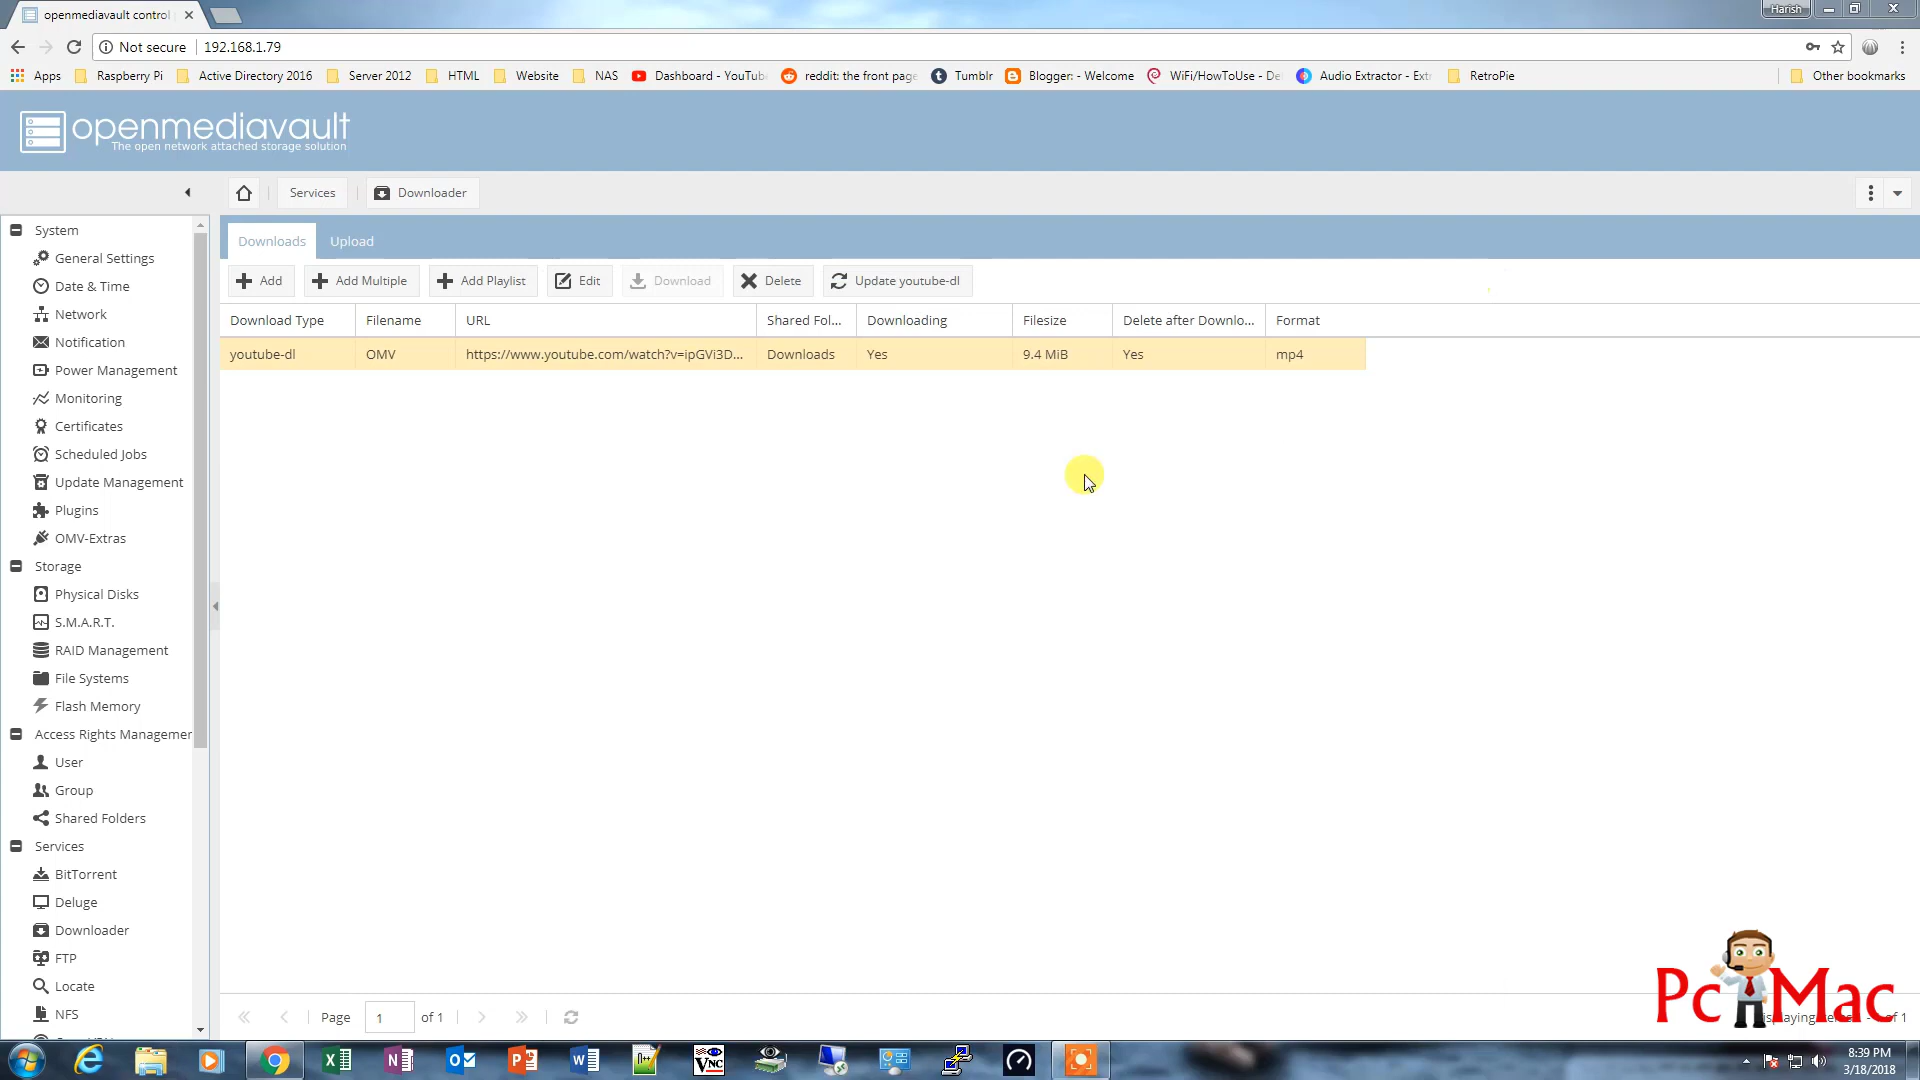 openmediavault control
Harish
Not secure 192.168.1.79
Apps Raspberry Pi Active Directory 2016 Server 2012 HTML Website NAS Dashboard - YouTub reddit: the front page Tumblr Blogger: - Welcome WiFi/HowToUse - De Audio Extractor - Ext RetroPie Other bookmarks
openmediavault
The open network attached storage solution
Services Downloader
Downloads Upload
Add Add Multiple Add Playlist Edit Download Delete Update youtube-dl
Download Type Filename URL Shared Fol... Downloading Filesize Delete after Downlo... Format
youtube-dl OMV https://www.youtube.com/watch?v=ipGVi3D... Downloads Yes 9.4 MiB Yes mp4
System
General Settings
Date & Time
Network
Notification
Power Management
Monitoring
Certificates
Scheduled Jobs
Update Management
Plugins
OMV-Extras
Storage
Physical Disks
S.M.A.R.T.
RAID Management
File Systems
Flash Memory
Access Rights Managemen
User
Group
Shared Folders
Services
BitTorrent
Deluge
Downloader
FTP
Locate
NFS
Page 1 of 1
Pc Mac
of 1
8:39 PM
3/18/2018